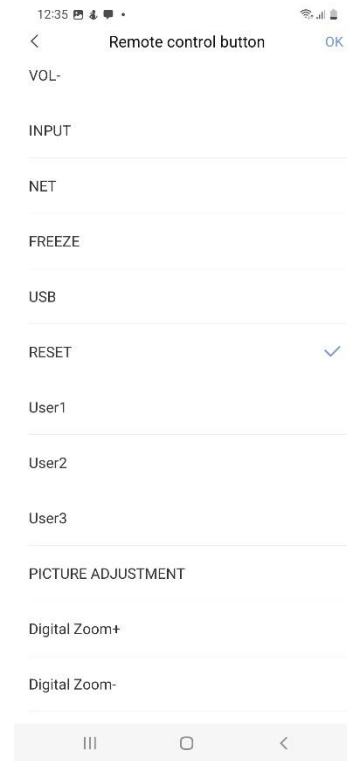 12:35
Remote control button OK
VOL-
INPUT
NET
FREEZE
USB
RESET
User1
User2
User3
PICTURE ADJUSTMENT
Digital Zoom+
Digital Zoom-